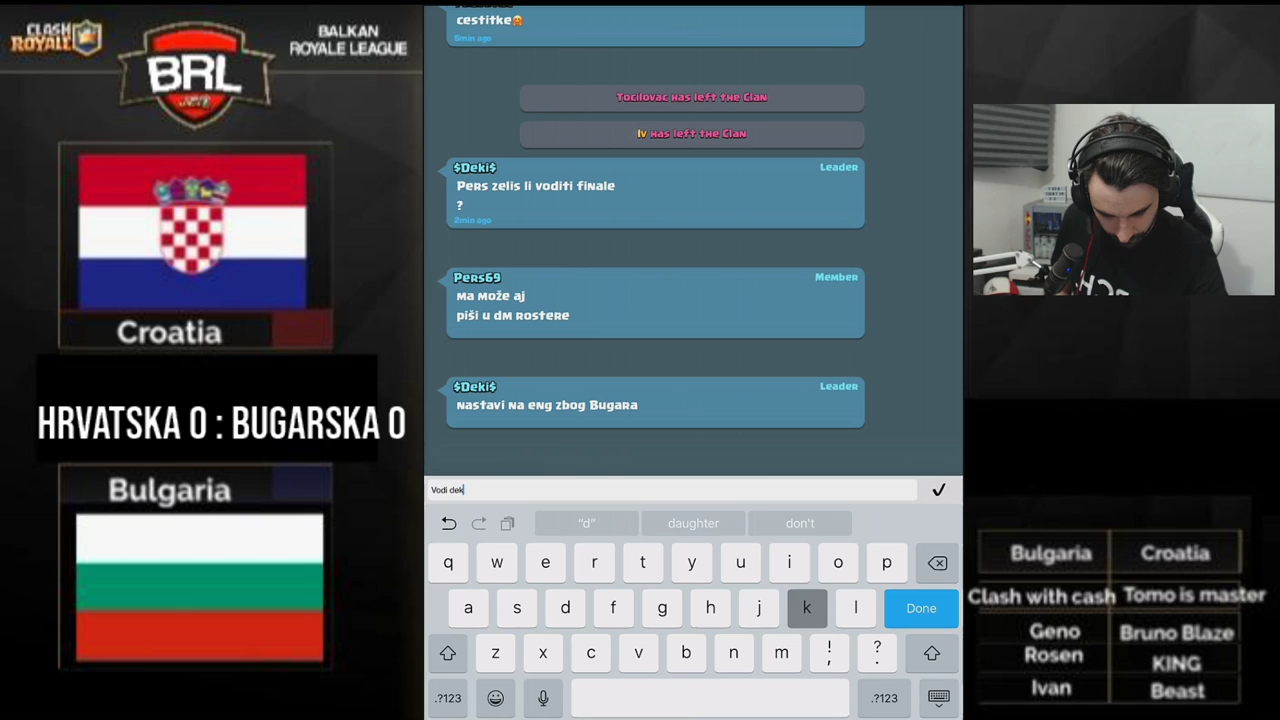 CLASH
ROYALE
BRL
BALKAN
ROYALE LEAGUE
Croatia
HRVATSKA 0 : BUGARSKA 0
Bulgaria
cestitke🤗
5min ago
Tocilovac has left the Clan
Iv has left the Clan
$Deki$
Leader
Pers zelis li voditi finale
?
2min ago
Pers69
Member
ma može aj
piši u dm rostere
$Deki$
Leader
nastavi na eng zbog Bugara
Vodi dek
"d" daughter don't
q w e r t y u i o p
a s d f g h j k l Done
z x c v b n m ! , ? .
.?123 .?123
Bulgaria Croatia
Clash with cash Tomo is master
Geno Bruno Blaze
Rosen KING
Ivan Beast